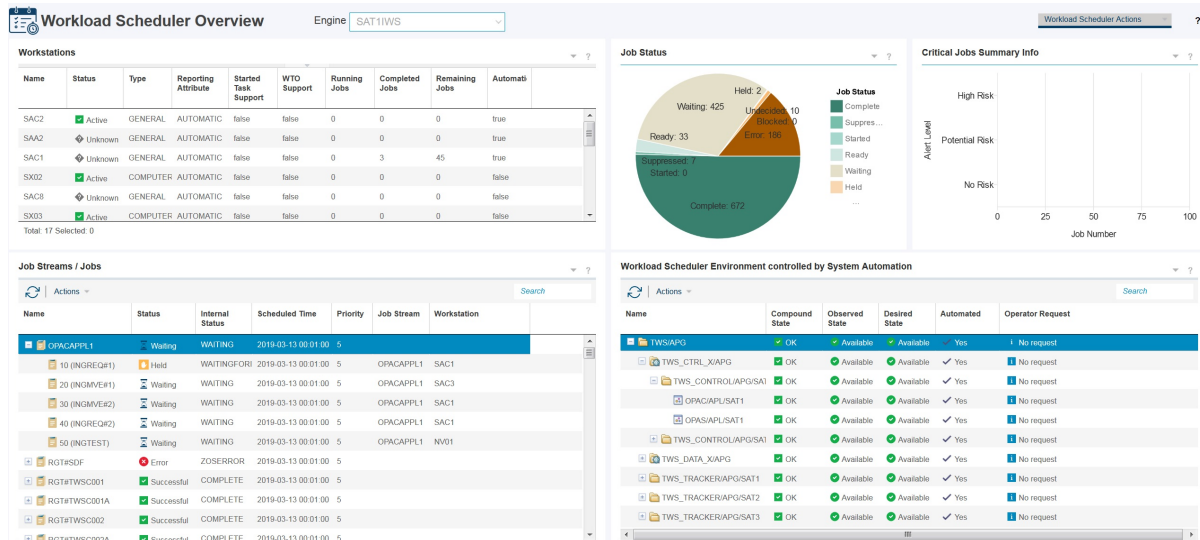 Workload Scheduler Overview
Engine SAT1IWS
Workload Scheduler Actions
?
Workstations
?
Name Status Type Reporting Attribute Started Task Support WTO Support Running Jobs Completed Jobs Remaining Jobs Automati
SAC2 Active GENERAL AUTOMATIC false false 0 0 0 true
SAA2 Unknown GENERAL AUTOMATIC false false 0 0 0 true
SAC1 Unknown GENERAL AUTOMATIC false false 0 3 45 true
SX02 Active COMPUTER AUTOMATIC false false 0 0 0 false
SAC8 Unknown GENERAL AUTOMATIC false false 0 0 0 false
SX03 Active COMPUTER AUTOMATIC false false 0 0 0 false
Total: 17 Selected: 0
Job Status
?
Held: 2
Waiting: 425
Undecided: 10
Blocked: 0
Ready: 33
Error: 186
Suppressed: 7
Started: 0
Complete: 672
Job Status
Complete
Suppres...
Started
Ready
Waiting
Held
...
Critical Jobs Summary Info
?
Alert Level
High Risk
Potential Risk
No Risk
0 25 50 75 100
Job Number
Job Streams / Jobs
?
Actions
Search
Name Status Internal Status Scheduled Time Priority Job Stream Workstation
OPACAPPL1 Waiting WAITING 2019-03-13 00:01:00 5
10 (INGREQ#1) Held WAITINGFORI 2019-03-13 00:01:00 5 OPACAPPL1 SAC1
20 (INGMVE#1) Waiting WAITING 2019-03-13 00:01:00 5 OPACAPPL1 SAC3
30 (INGMVE#2) Waiting WAITING 2019-03-13 00:01:00 5 OPACAPPL1 SAC1
40 (INGREQ#2) Waiting WAITING 2019-03-13 00:01:00 5 OPACAPPL1 SAC1
50 (INGTEST) Waiting WAITING 2019-03-13 00:01:00 5 OPACAPPL1 NV01
RGT#SDF Error ZOSERROR 2019-03-13 00:01:00 5
RGT#TWSC001 Successful COMPLETE 2019-03-13 00:01:00 5
RGT#TWSC001A Successful COMPLETE 2019-03-13 00:01:00 5
RGT#TWSC002 Successful COMPLETE 2019-03-13 00:01:00 5
RGT#TWSC002A Successful COMPLETE 2019-03-13 00:01:00 5
Workload Scheduler Environment controlled by System Automation
?
Actions
Search
Name Compound State Observed State Desired State Automated Operator Request
TWS/APG OK Available Available Yes No request
TWS_CTRL_X/APG OK Available Available Yes No request
TWS_CONTROL/APG/SAT OK Available Available Yes No request
OPAC/APL/SAT1 OK Available Available Yes No request
OPAS/APL/SAT1 OK Available Available Yes No request
TWS_CONTROL/APG/SAT OK Available Available Yes No request
TWS_DATA_X/APG OK Available Available Yes No request
TWS_TRACKER/APG/SAT1 OK Available Available Yes No request
TWS_TRACKER/APG/SAT2 OK Available Available Yes No request
TWS_TRACKER/APG/SAT3 OK Available Available Yes No request